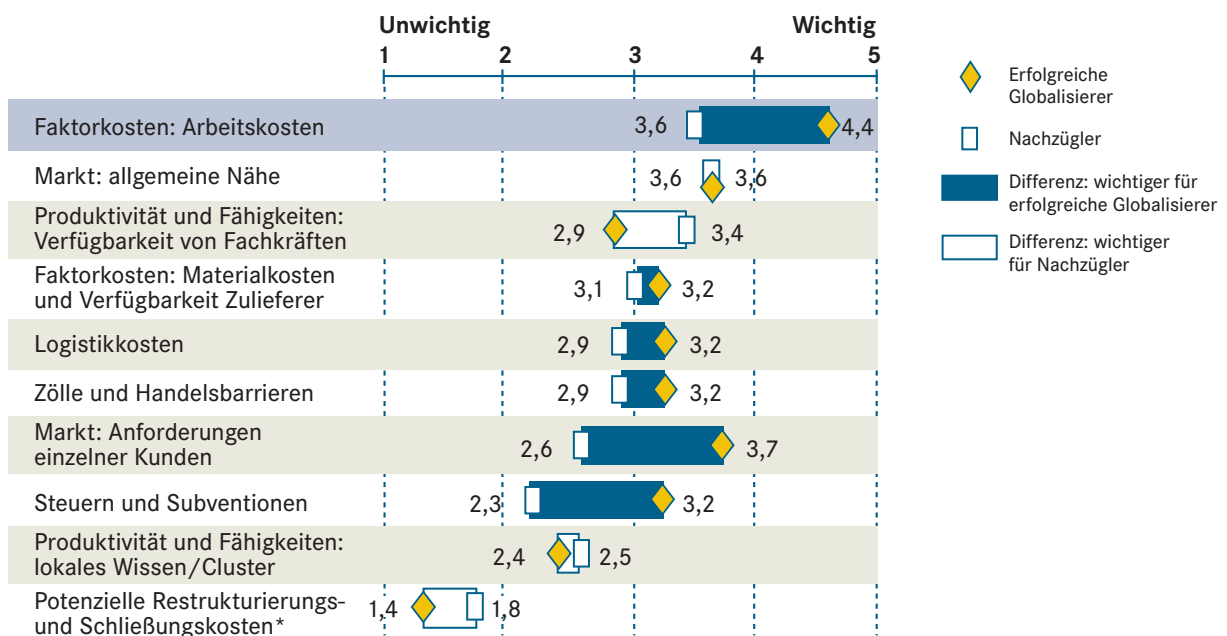 Unwichtig Wichtig
1 2 3 4 5
Faktorkosten: Arbeitskosten 3,6 4,4
Markt: allgemeine Nähe 3,6 3,6
Produktivität und Fähigkeiten:
Verfügbarkeit von Fachkräften 2,9 3,4
Faktorkosten: Materialkosten
und Verfügbarkeit Zulieferer 3,1 3,2
Logistikkosten 2,9 3,2
Zölle und Handelsbarrieren 2,9 3,2
Markt: Anforderungen
einzelner Kunden 2,6 3,7
Steuern und Subventionen 2,3 3,2
Produktivität und Fähigkeiten:
lokales Wissen/Cluster 2,4 2,5
Potenzielle Restrukturierungs-
und Schließungskosten* 1,4 1,8
Erfolgreiche
Globalisierer
Nachzügler
Differenz: wichtiger für
erfolgreiche Globalisierer
Differenz: wichtiger
für Nachzügler